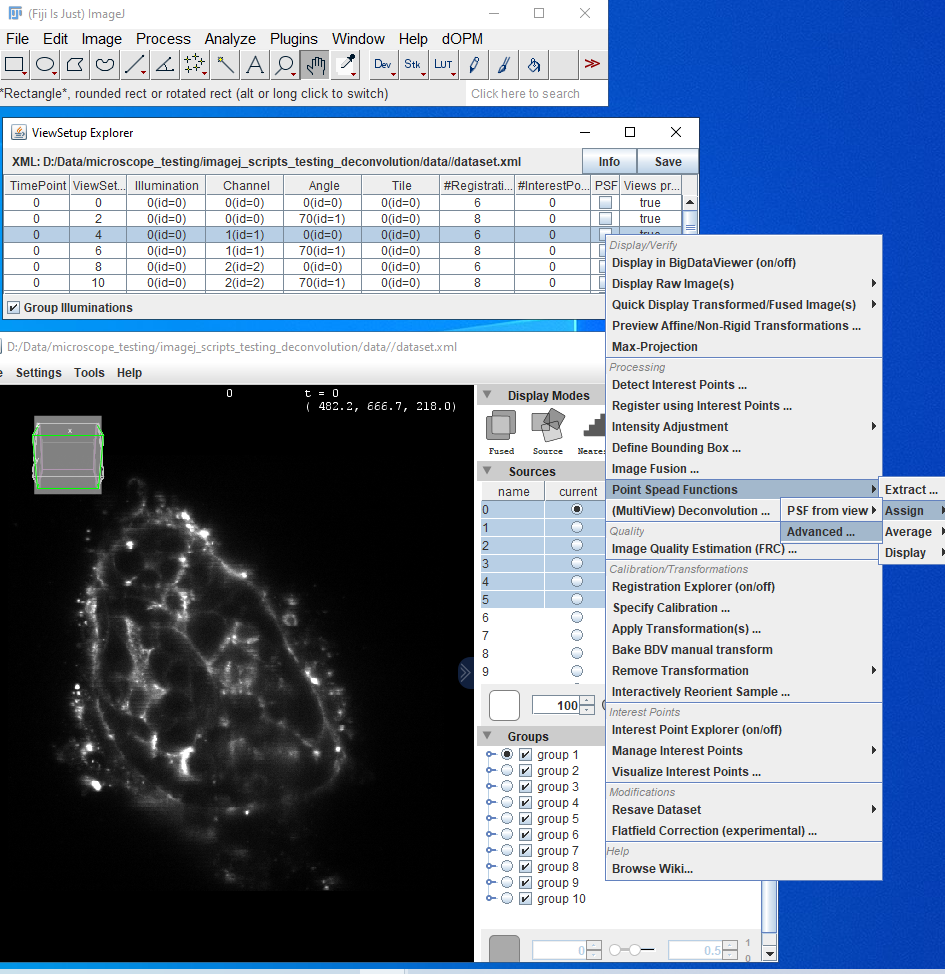 (Fiji Is Just) ImageJ
File Edit Image Process Analyze Plugins Window Help dOPM
Dev Stk LUT
*Rectangle*, rounded rect or rotated rect (alt or long click to switch) Click here to search
ViewSetup Explorer
XML: D:/Data/microscope_testing/imagej_scripts_testing_deconvolution/data//dataset.xml Info Save
TimePoint ViewSet... Illumination Channel Angle Tile #Registrati... #InterestPo... PSF Views pr...
0 0 0(id=0) 0(id=0) 0(id=0) 0(id=0) 6 0 true
0 2 0(id=0) 0(id=0) 70(id=1) 0(id=0) 8 0 true
0 4 0(id=0) 1(id=1) 0(id=0) 0(id=0) 6 0 true
0 6 0(id=0) 1(id=1) 70(id=1) 0(id=0) 8 0
0 8 0(id=0) 2(id=2) 0(id=0) 0(id=0) 6 0
0 10 0(id=0) 2(id=2) 70(id=1) 0(id=0) 8 0
Group Illuminations
Display/Verify
Display in BigDataViewer (on/off)
Display Raw Image(s)
Quick Display Transformed/Fused Image(s)
Preview Affine/Non-Rigid Transformations ...
Max-Projection
Processing
Detect Interest Points ...
Register using Interest Points ...
Intensity Adjustment
Define Bounding Box ...
Image Fusion ...
Point Spead Functions
(MultiView) Deconvolution ...
Quality
Image Quality Estimation (FRC) ...
Calibration/Transformations
Registration Explorer (on/off)
Specify Calibration ...
Apply Transformation(s) ...
Bake BDV manual transform
Remove Transformation
Interactively Reorient Sample ...
Interest Points
Interest Point Explorer (on/off)
Manage Interest Points
Visualize Interest Points ...
Modifications
Resave Dataset
Flatfield Correction (experimental) ...
Help
Browse Wiki...
Extract ...
Assign
Average
Display
PSF from view
Advanced ...
D:/Data/microscope_testing/imagej_scripts_testing_deconvolution/data//dataset.xml
Settings Tools Help
0 t = 0
( 482.2, 666.7, 218.0)
x
Display Modes
Fused Source Neares
Sources
name current
0
1
2
3
4
5
6
7
8
9
100
Groups
group 1
group 2
group 3
group 4
group 5
group 6
group 7
group 8
group 9
group 10
0 0.5 1
0